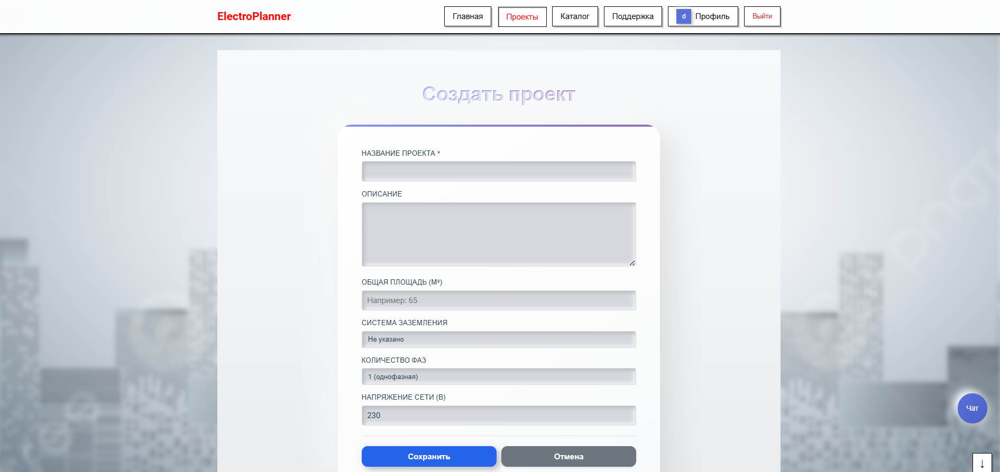 ElectroPlanner
Главная
Проекты
Каталог
Поддержка
d Профиль
Выйти
Создать проект
НАЗВАНИЕ ПРОЕКТА *
ОПИСАНИЕ
ОБЩАЯ ПЛОЩАДЬ (М²)
Например: 65
СИСТЕМА ЗАЗЕМЛЕНИЯ
Не указано
КОЛИЧЕСТВО ФАЗ
1 (однофазная)
НАПРЯЖЕНИЕ СЕТИ (В)
230
Сохранить
Отмена
Чат
↓